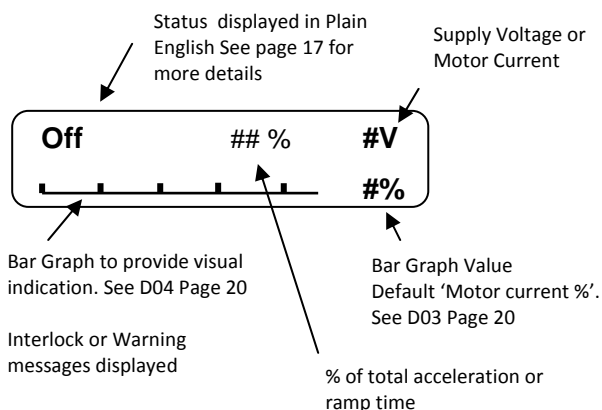 Status displayed in Plain
English See page 17 for
more details
Supply Voltage or
Motor Current
Off ## % #V
#%
Bar Graph to provide visual
indication. See D04 Page 20
Interlock or Warning
messages displayed
Bar Graph Value
Default ‘Motor current %’.
See D03 Page 20
% of total acceleration or
ramp time